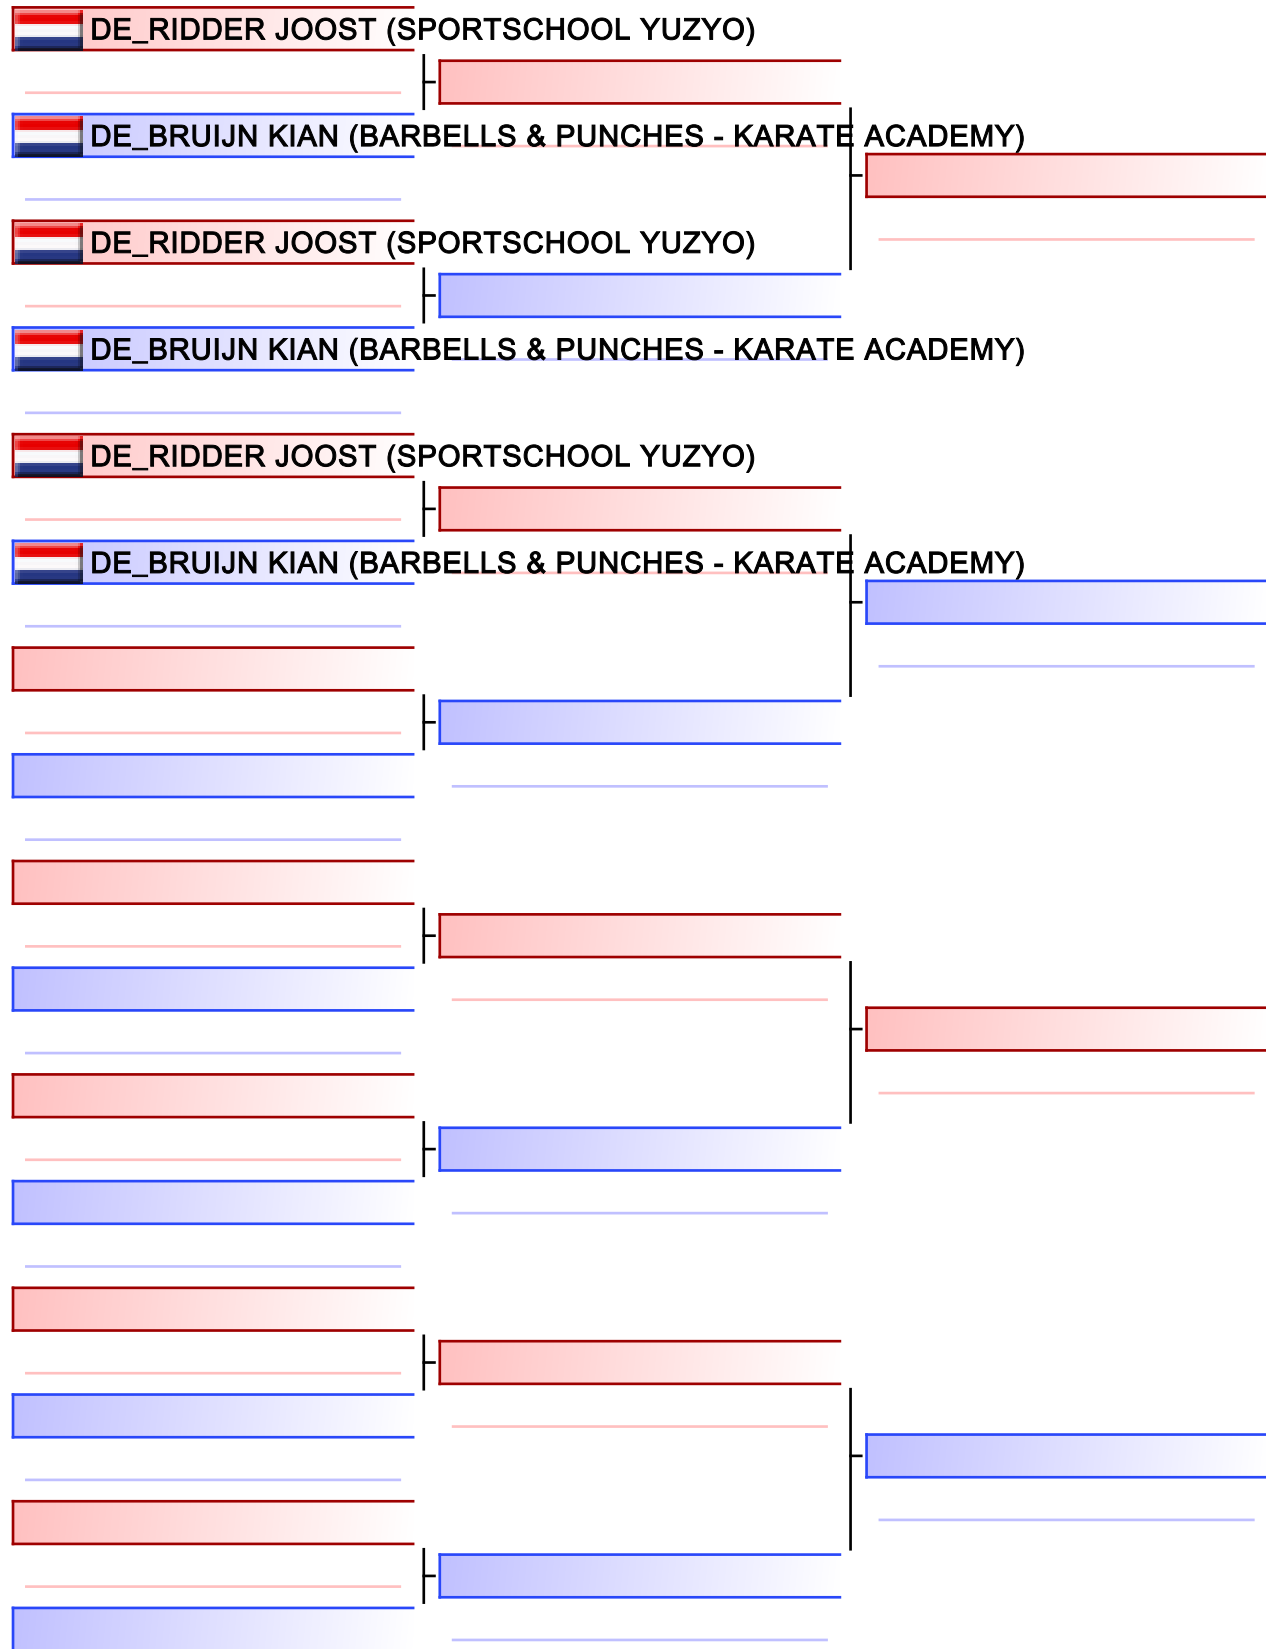 DE_RIDDER JOOST (SPORTSCHOOL YUZYO)
DE_BRUIJN KIAN (BARBELLS & PUNCHES - KARATE ACADEMY)
DE_RIDDER JOOST (SPORTSCHOOL YUZYO)
DE_BRUIJN KIAN (BARBELLS & PUNCHES - KARATE ACADEMY)
DE_RIDDER JOOST (SPORTSCHOOL YUZYO)
DE_BRUIJN KIAN (BARBELLS & PUNCHES - KARATE ACADEMY)